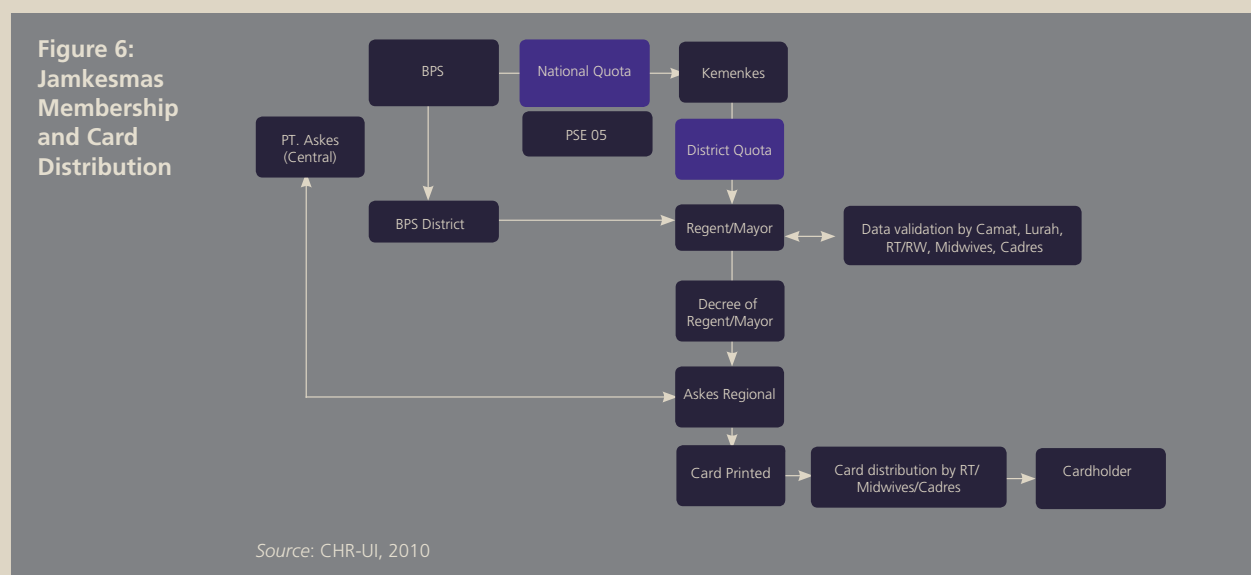 Figure 6:
Jamkesmas
Membership
and Card
Distribution
BPS
National Quota
Kemenkes
PSE 05
PT. Askes
(Central)
District Quota
BPS District
Regent/Mayor
Data validation by Camat, Lurah,
RT/RW, Midwives, Cadres
Decree of
Regent/Mayor
Askes Regional
Card Printed
Card distribution by RT/
Midwives/Cadres
Cardholder
Source: CHR-UI, 2010